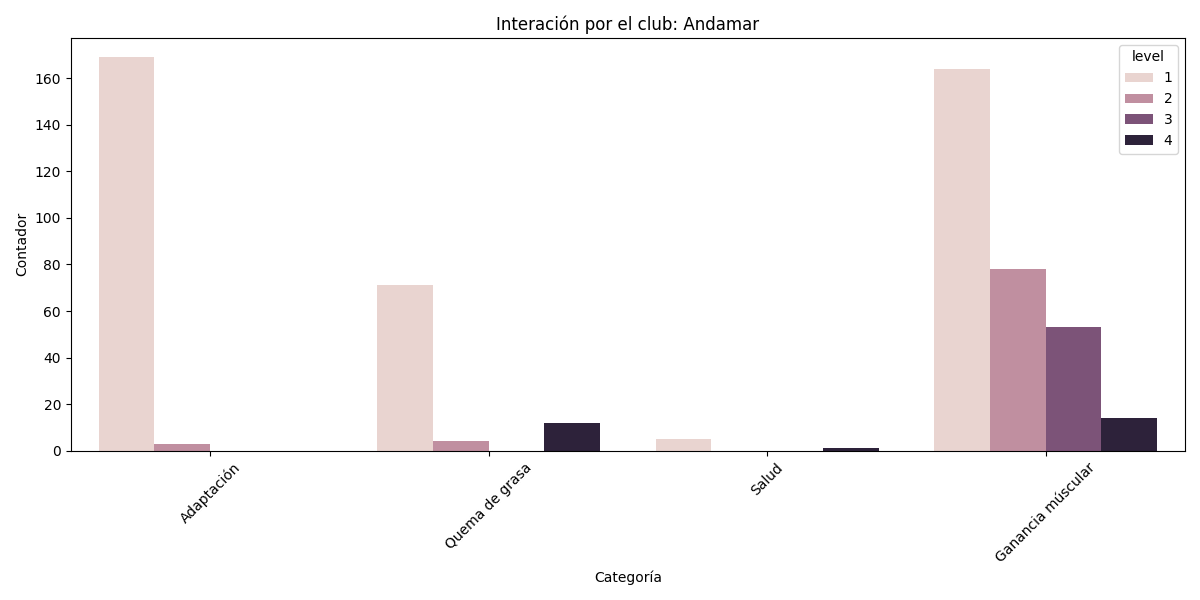 Interación por el club: Andamar
level
1
2
3
4
Contador
160
140
120
100
80
60
40
20
0
Adaptación
Quema de grasa
Salud
Ganancia múscular
Categoría